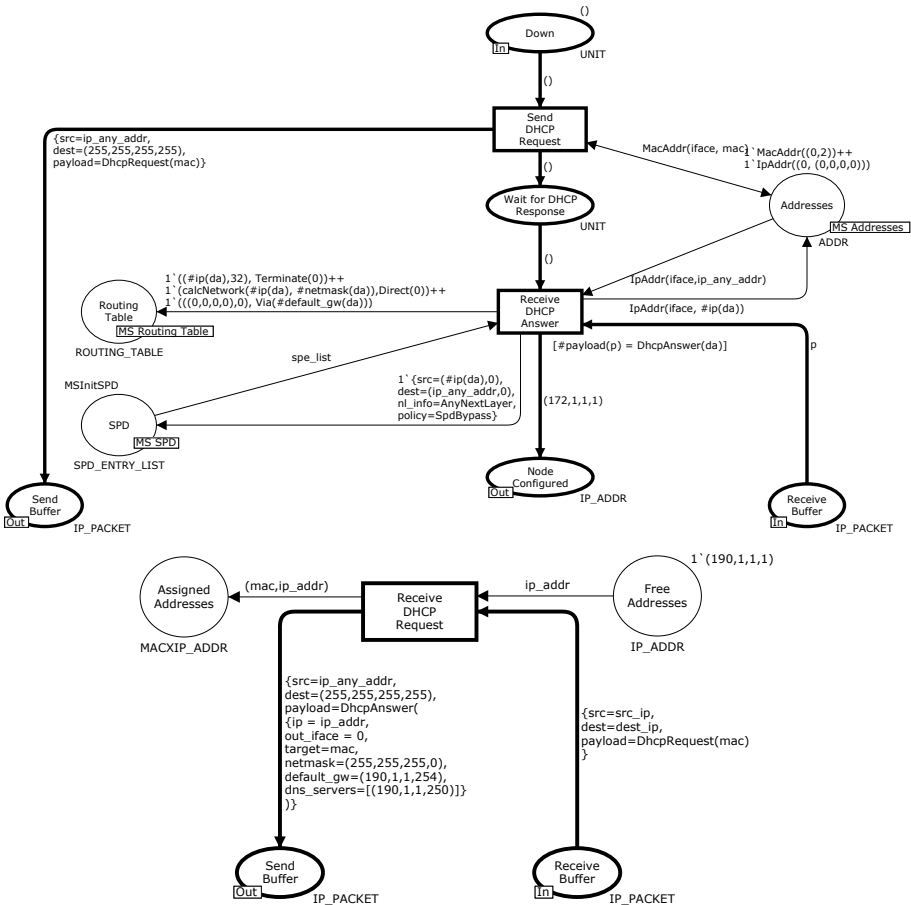 ()
Down
In
UNIT
()
Send
DHCP
Request
{src=ip_any_addr,
dest=(255,255,255,255),
payload=DhcpRequest(mac)}
MacAddr(iface, mac)
1`MacAddr((0,2))++
1`IpAddr((0, (0,0,0,0)))
()
Wait for DHCP
Response
UNIT
Addresses
MS Addresses
ADDR
()
IpAddr(iface,ip_any_addr)
1`((#ip(da),32), Terminate(0))++
1`(calcNetwork(#ip(da), #netmask(da)),Direct(0))++
1`(((0,0,0,0),0), Via(#default_gw(da)))
Routing
Table
MS Routing Table
ROUTING_TABLE
Receive
DHCP
Answer
IpAddr(iface, #ip(da))
[#payload(p) = DhcpAnswer(da)]
p
spe_list
MSInitSPD
1`{src=(#ip(da),0),
dest=(ip_any_addr,0),
nl_info=AnyNextLayer,
policy=SpdBypass}
(172,1,1,1)
SPD
MS SPD
SPD_ENTRY_LIST
Send
Buffer
Out
IP_PACKET
Node
Configured
Out
IP_ADDR
Receive
Buffer
In
IP_PACKET
Assigned
Addresses
MACXIP_ADDR
(mac,ip_addr)
Receive
DHCP
Request
ip_addr
1`(190,1,1,1)
Free
Addresses
IP_ADDR
{src=ip_any_addr,
dest=(255,255,255,255),
payload=DhcpAnswer(
{ip = ip_addr,
out_iface = 0,
target=mac,
netmask=(255,255,255,0),
default_gw=(190,1,1,254),
dns_servers=[(190,1,1,250)]}
)}
{src=src_ip,
dest=dest_ip,
payload=DhcpRequest(mac)
}
Send
Buffer
Out
IP_PACKET
Receive
Buffer
In
IP_PACKET